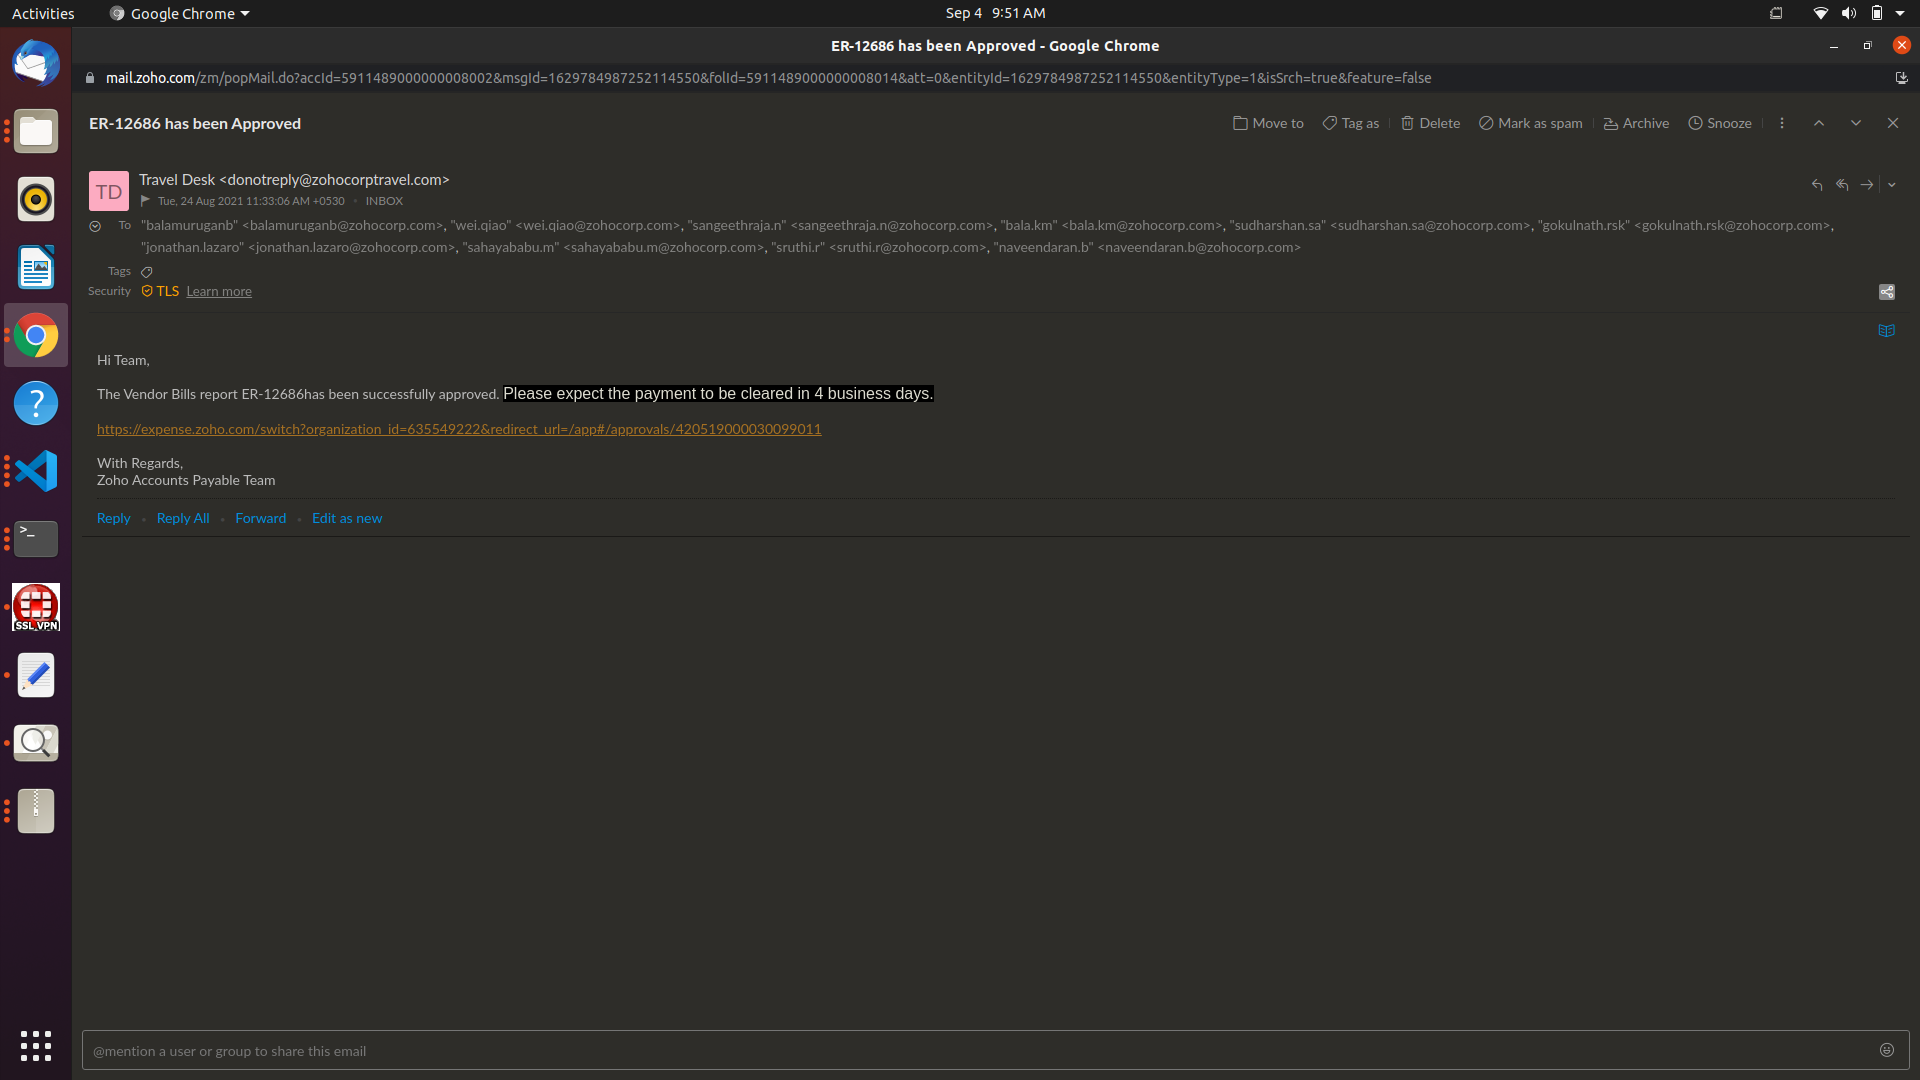 Activities Google Chrome Sep 4 9:51 AM
ER-12686 has been Approved - Google Chrome
mail.zoho.com/zm/popMail.do?accId=5911489000000008002&msgId=1629784987252114550&folId=5911489000000008014&att=0&entityId=1629784987252114550&entityType=1&isSrch=true&feature=false
ER-12686 has been Approved Move to Tag as Delete Mark as spam Archive Snooze
TD Travel Desk <donotreply@zohocorptravel.com>
Tue, 24 Aug 2021 11:33:06 AM +0530 INBOX
To "balamuruganb" <balamuruganb@zohocorp.com>, "wei.qiao" <wei.qiao@zohocorp.com>, "sangeethraja.n" <sangeethraja.n@zohocorp.com>, "bala.km" <bala.km@zohocorp.com>, "sudharshan.sa" <sudharshan.sa@zohocorp.com>, "gokulnath.rsk" <gokulnath.rsk@zohocorp.com>,
"jonathan.lazaro" <jonathan.lazaro@zohocorp.com>, "sahayababu.m" <sahayababu.m@zohocorp.com>, "sruthi.r" <sruthi.r@zohocorp.com>, "naveendaran.b" <naveendaran.b@zohocorp.com>
Tags
Security TLS Learn more
Hi Team,
The Vendor Bills report ER-12686has been successfully approved. Please expect the payment to be cleared in 4 business days.
https://expense.zoho.com/switch?organization_id=635549222&redirect_url=/app#/approvals/420519000030099011
With Regards,
Zoho Accounts Payable Team
Reply Reply All Forward Edit as new
SSL VPN
@mention a user or group to share this email